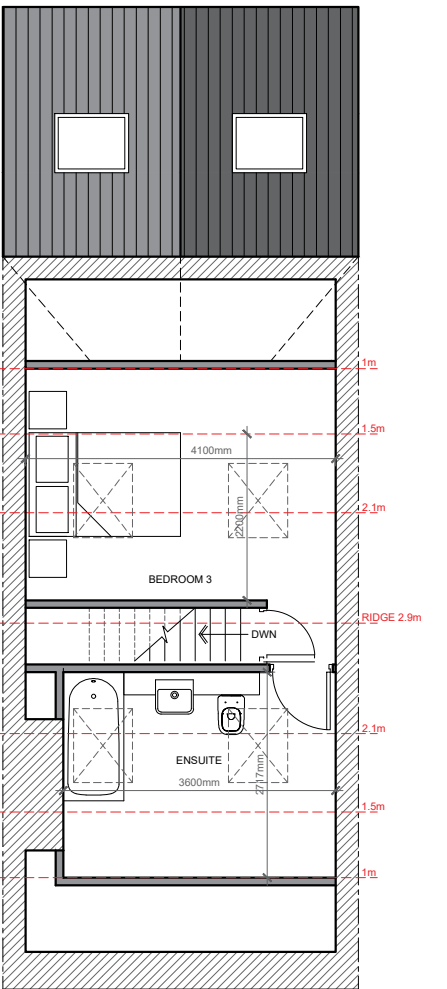 1m
1.5m
4100mm
2.1m
2200mm
BEDROOM 3
RIDGE 2.9m
DWN
2.1m
ENSUITE
3600mm
2717mm
1.5m
1m